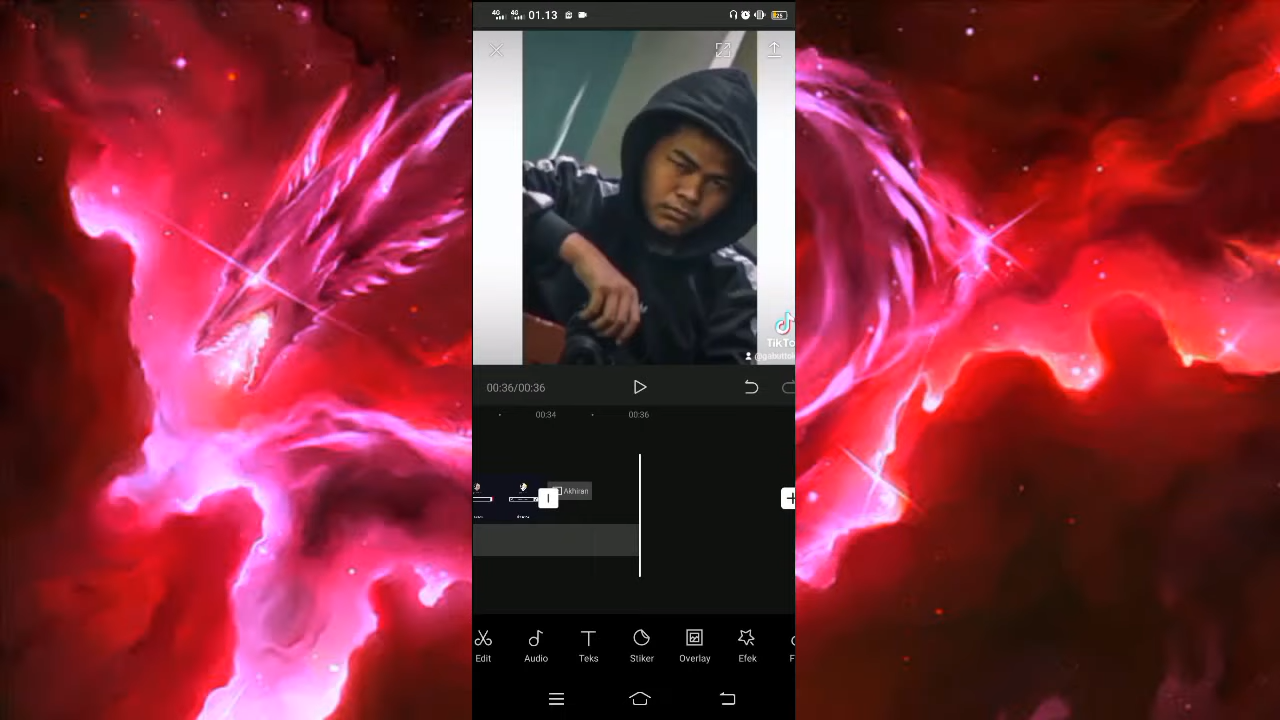 4G 4G 01.13
TikTo
00:36/00:36
00:34 00:36
Akhiran
Edit Audio Teks Stiker Overlay Efek F